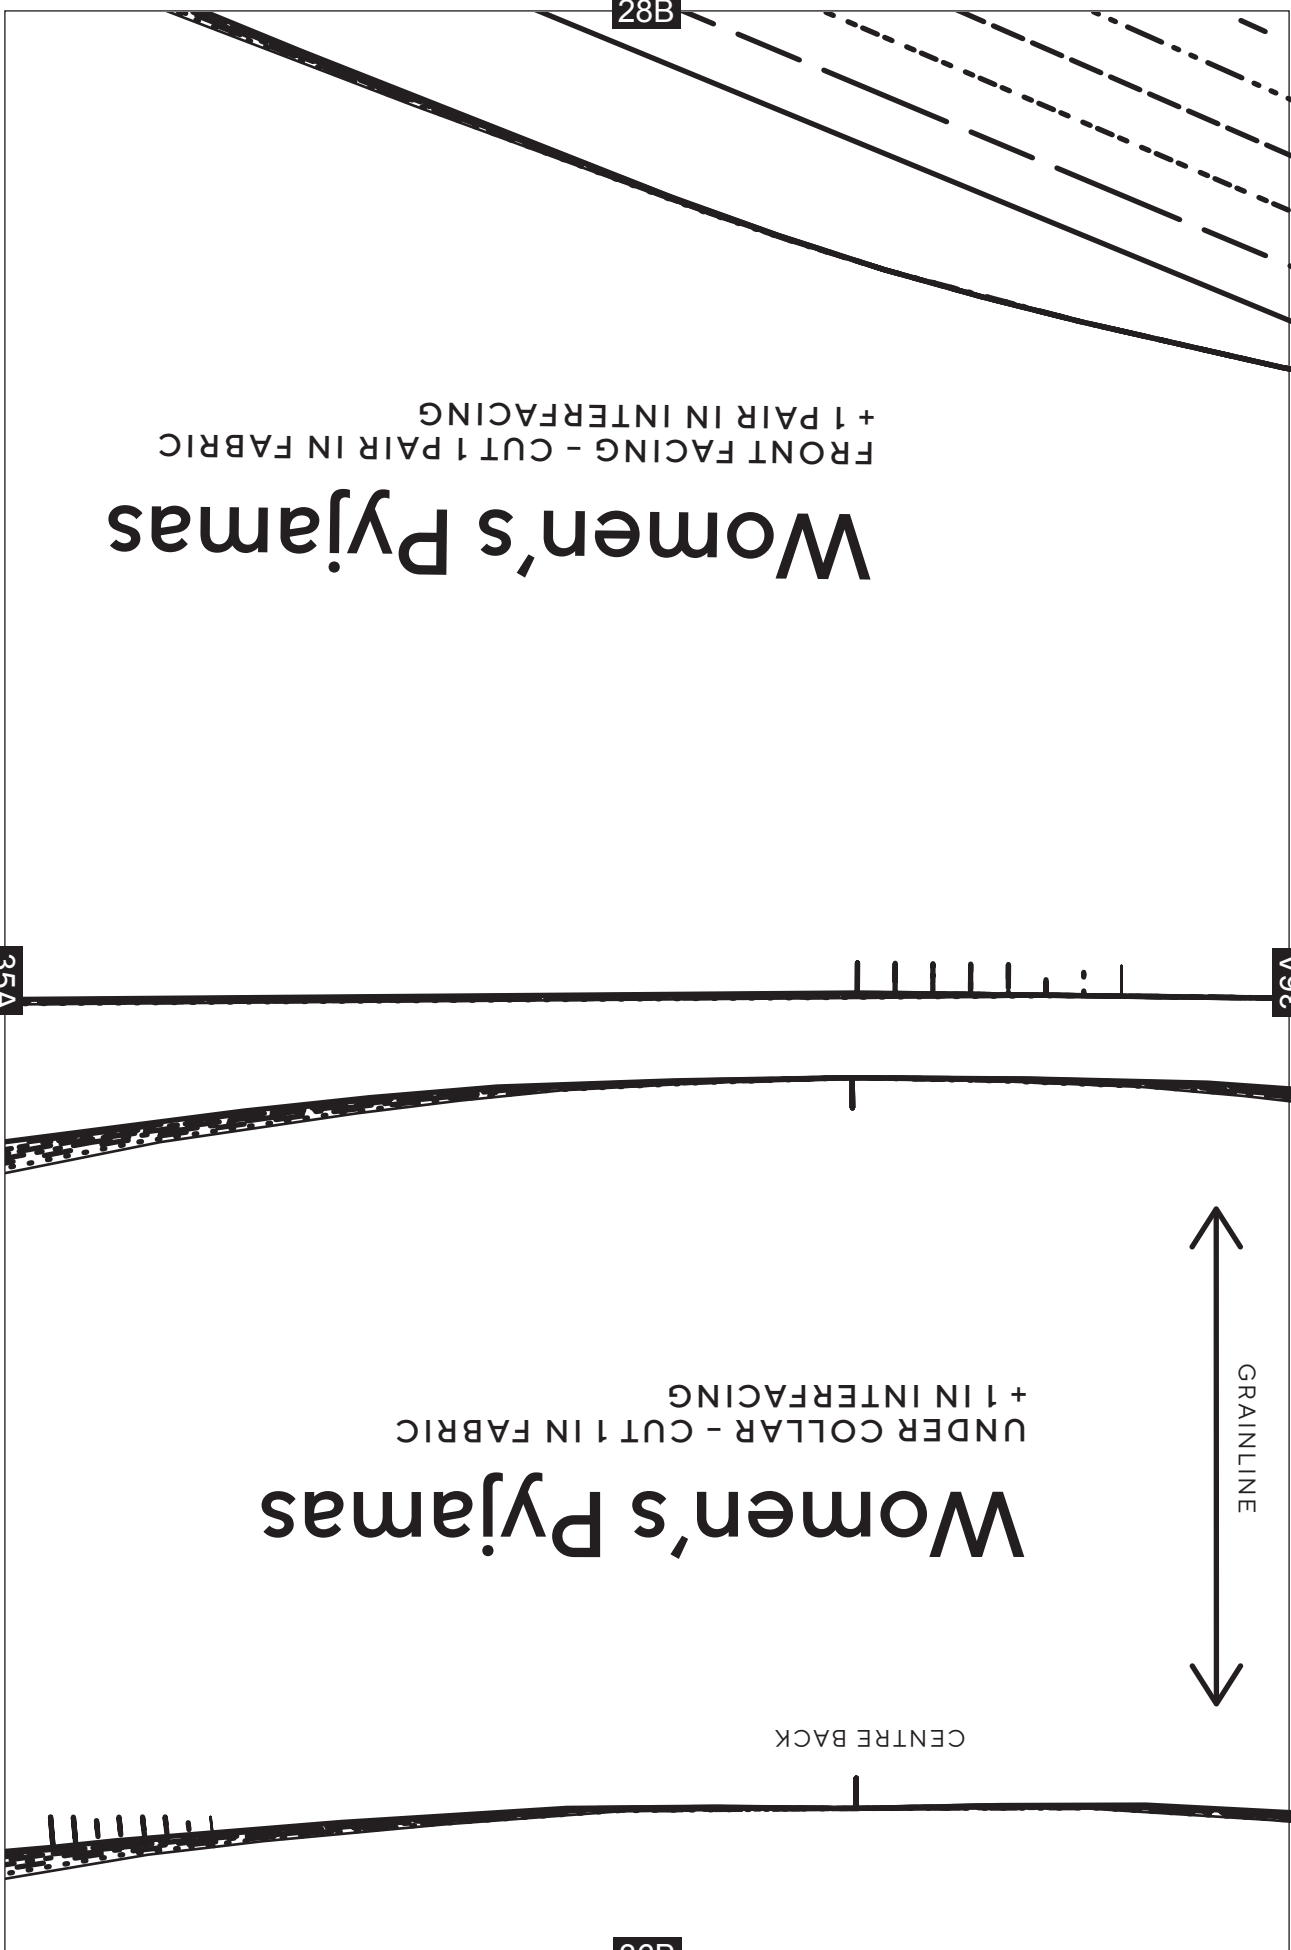 28B
Women's Pyjamas
FRONT FACING – CUT 1 PAIR IN FABRIC
+ 1 PAIR IN INTERFACING
35A
36A
GRAINLINE
Women's Pyjamas
UNDER COLLAR – CUT 1 IN FABRIC
+ 1 IN INTERFACING
CENTRE BACK